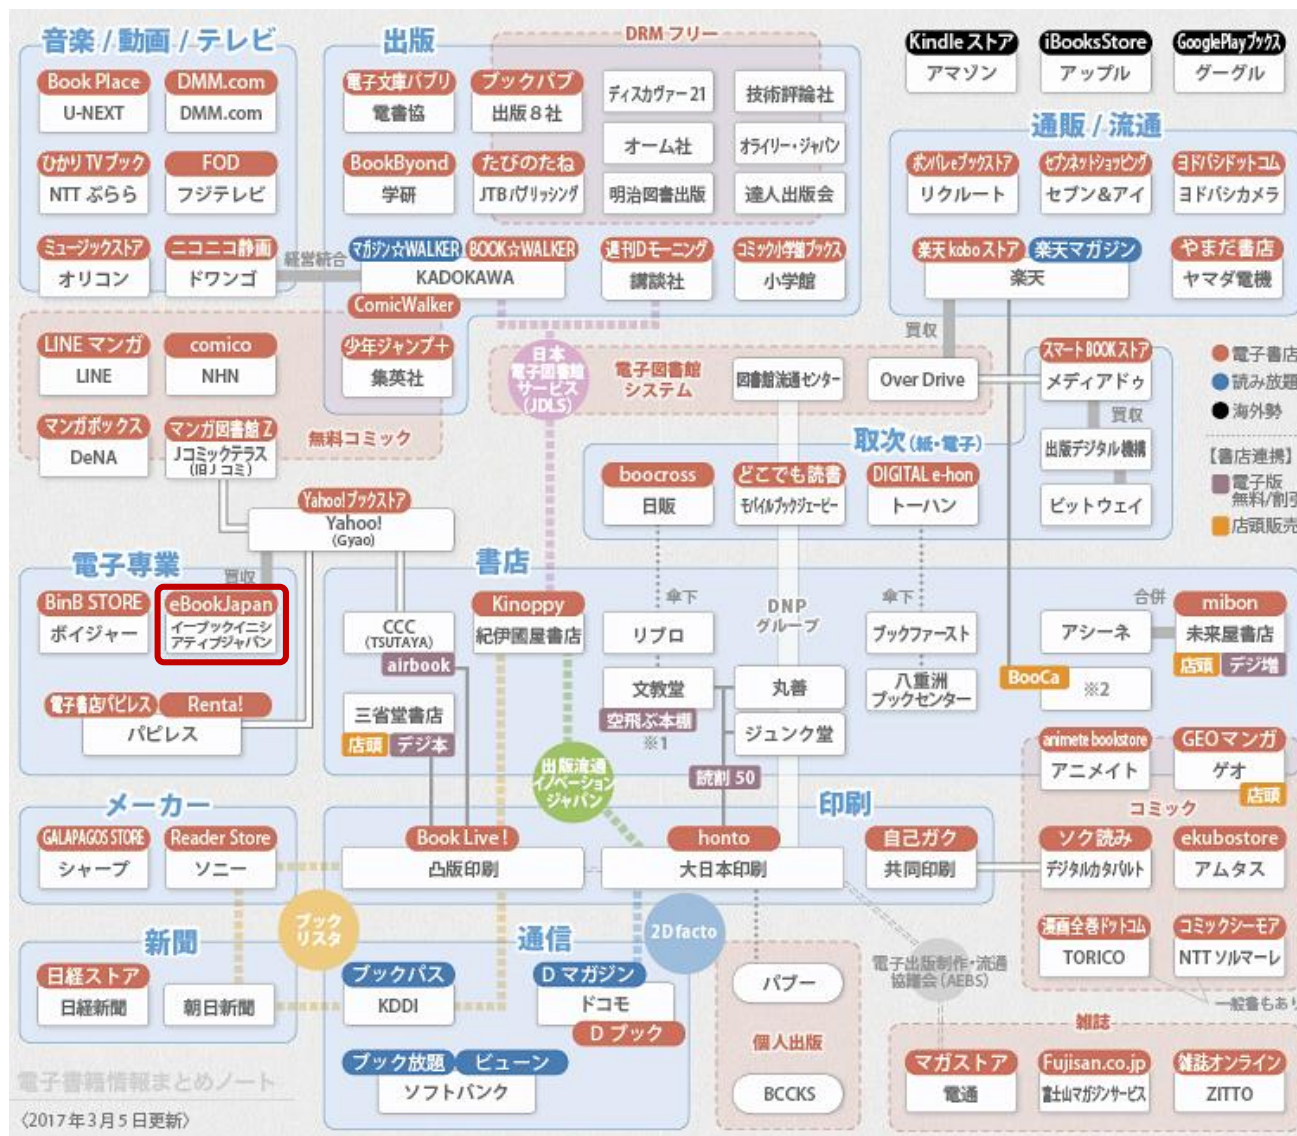 音楽 / 動画 / テレビ
Book Place
U-NEXT
DMM.com
DMM.com
ひかりTVブック
NTT ぷらら
FOD
フジテレビ
ミュージックストア
オリコン
ニコニコ静画
ドワンゴ
経営統合
出版
電子文庫パブリ
電書協
ブックパブ
出版8社
BookByond
学研
たびのたね
JTBパブリッシング
マガジン☆WALKER
BOOK☆WALKER
KADOKAWA
ComicWalker
少年ジャンプ＋
集英社
DRM フリー
ディスカヴァー21
技術評論社
オーム社
オライリー・ジャパン
明治図書出版
達人出版会
週刊Dモーニング
講談社
コミック小学館ブックス
小学館
Kindle ストア
アマゾン
iBooksStore
アップル
GooglePlayブックス
グーグル
通販 / 流通
ポンパレeブックストア
リクルート
セブンネットショッピング
セブン&アイ
ヨドバシドットコム
ヨドバシカメラ
楽天koboストア
楽天マガジン
楽天
やまだ書店
ヤマダ電機
買収
LINE マンガ
LINE
comico
NHN
マンガボックス
DeNA
マンガ図書館 Z
Jコミックテラス
(旧Jコミ)
無料コミック
日本
電子図書館
サービス
(JDLS)
電子図書館
システム
図書館流通センター
Over Drive
スマートBOOKストア
メディアドゥ
買収
出版デジタル機構
ビットウェイ
電子書店
読み放題
海外勢
【書店連携】
電子版
無料/割引
店頭販売
取次(紙・電子)
boocross
日販
どこでも読書
モバイルブックジェーピー
DIGITAL e-hon
トーハン
Yahoo!ブックストア
Yahoo!
(Gyao)
電子専業
買収
BinB STORE
ボイジャー
eBookJapan
イーブックイニシ
アティブジャパン
電子書店パピレス
Renta!
パピレス
書店
CCC
(TSUTAYA)
airbook
三省堂書店
店頭
デジ本
Kinoppy
紀伊國屋書店
傘下
リブロ
文教堂
空飛ぶ本棚
※1
DNP
グループ
丸善
ジュンク堂
読割 50
傘下
ブックファースト
八重洲
ブックセンター
BooCa
アシーネ
※2
合併
mibon
未来屋書店
店頭
デジ増
出版流通
イノベーション
ジャパン
animete bookstore
アニメイト
GEOマンガ
ゲオ
店頭
コミック
ソク読み
デジタルカタパルト
ekubostore
アムタス
漫画全巻ドットコム
TORICO
コミックシーモア
NTT ソルマーレ
一般書もあり
メーカー
GALAPAGOS STORE
シャープ
Reader Store
ソニー
印刷
Book Live !
凸版印刷
honto
大日本印刷
自己ガク
共同印刷
ブック
リスタ
2Dfacto
新聞
日経ストア
日経新聞
朝日新聞
通信
ブックパス
KDDI
D マガジン
ドコモ
D ブック
ブック放題
ビューン
ソフトバンク
パブー
個人出版
BCCKS
電子出版制作・流通
協議会(AEBS)
雑誌
マガストア
電通
Fujisan.co.jp
富士山マガジンサービス
雑誌オンライン
ZITTO
電子書籍情報まとめノート
〈2017年3月5日更新〉